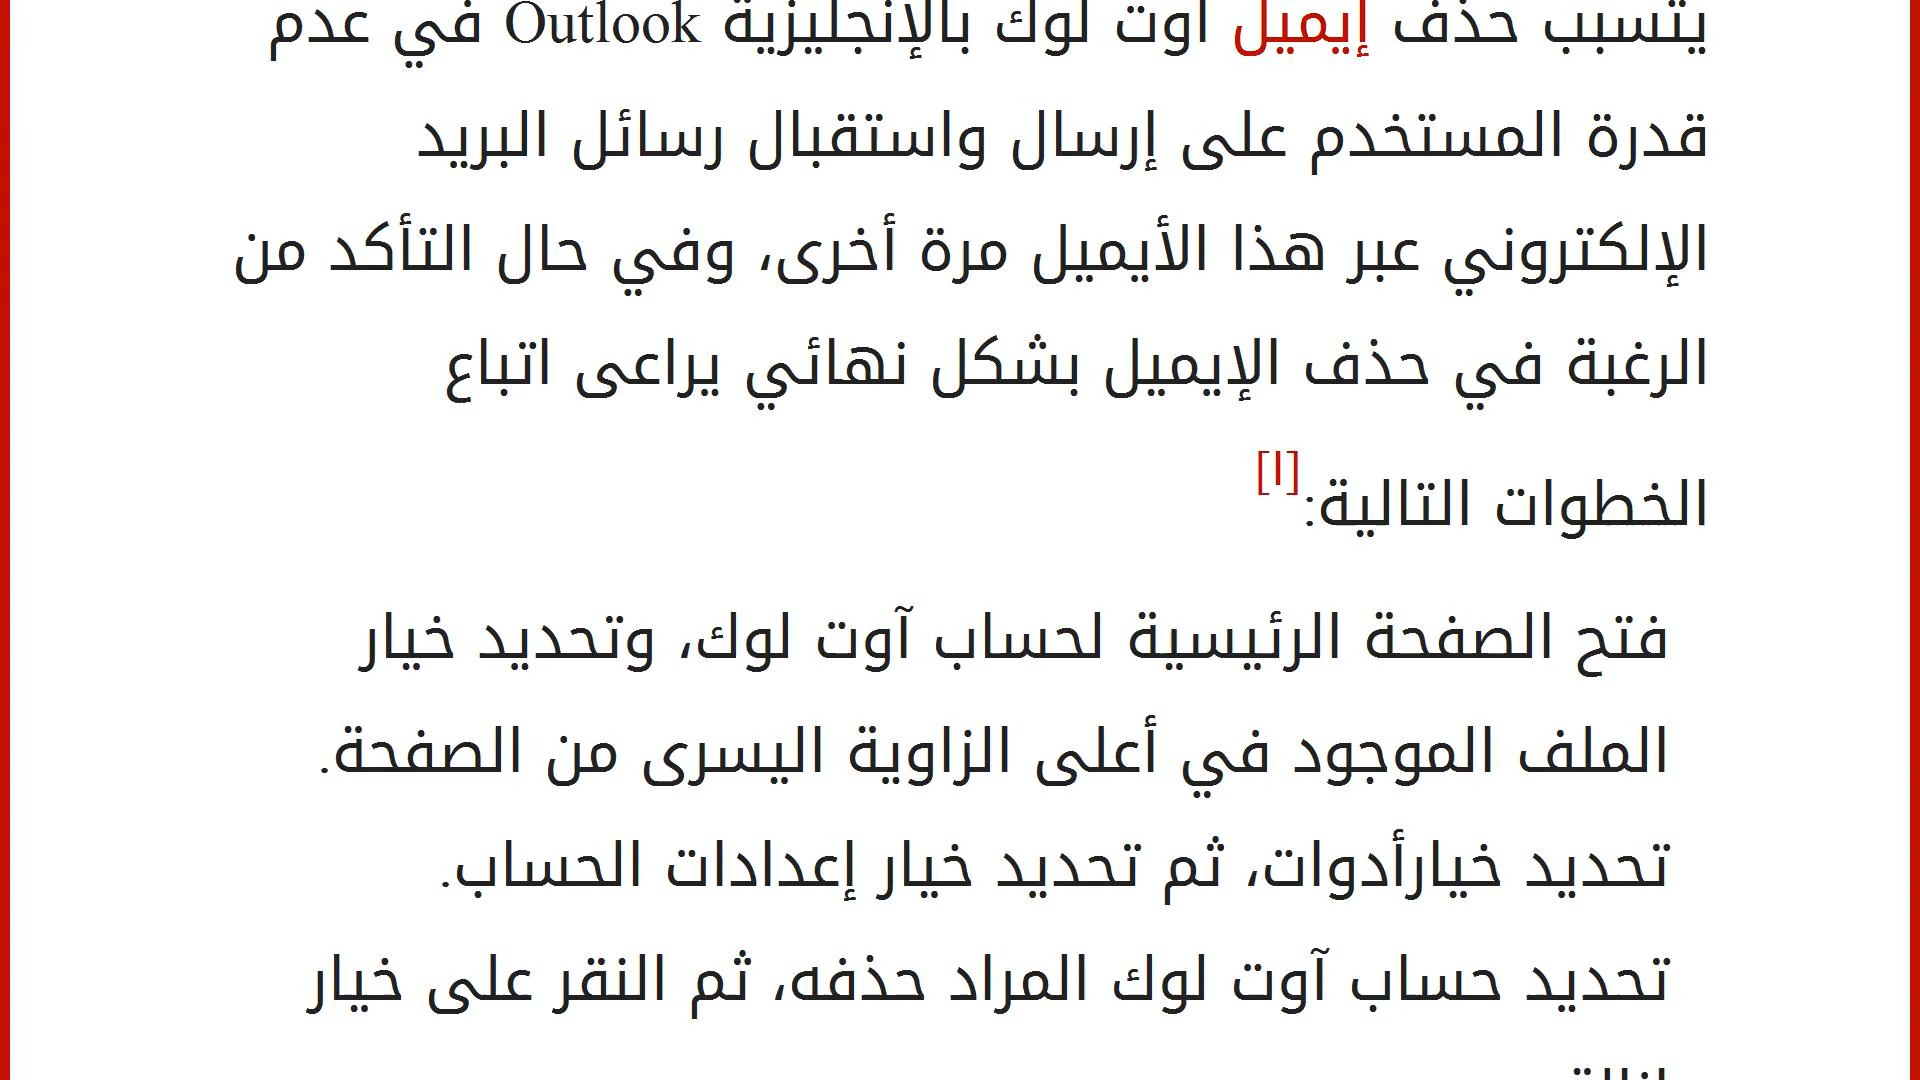 يتسبب حذف إيميل أوت لوك بالإنجليزية Outlook في عدم
قدرة المستخدم على إرسال واستقبال رسائل البريد
الإلكتروني عبر هذا الأيميل مرة أخرى، وفي حال التأكد من
الرغبة في حذف الإيميل بشكل نهائي يراعى اتباع
الخطوات التالية:[١]
فتح الصفحة الرئيسية لحساب آوت لوك، وتحديد خيار
الملف الموجود في أعلى الزاوية اليسرى من الصفحة.
تحديد خيارأدوات، ثم تحديد خيار إعدادات الحساب.
تحديد حساب آوت لوك المراد حذفه، ثم النقر على خيار